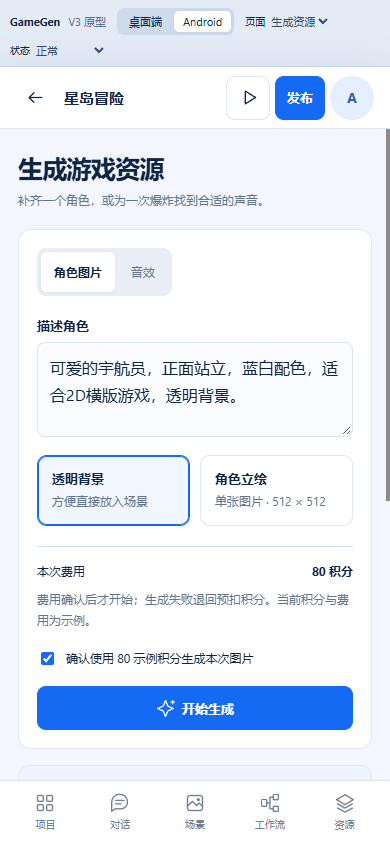 GameGen V3 原型 桌面端 Android 页面 生成资源
状态 正常
星岛冒险 发布 A
生成游戏资源
补齐一个角色，或为一次爆炸找到合适的声音。
角色图片 音效
描述角色
可爱的宇航员，正面站立，蓝白配色，适
合2D横版游戏，透明背景。
透明背景 角色立绘
方便直接放入场景 单张图片 · 512 × 512
本次费用 80 积分
费用确认后才开始；生成失败退回预扣积分。当前积分与费
用为示例。
确认使用 80 示例积分生成本次图片
开始生成
项目 对话 场景 工作流 资源